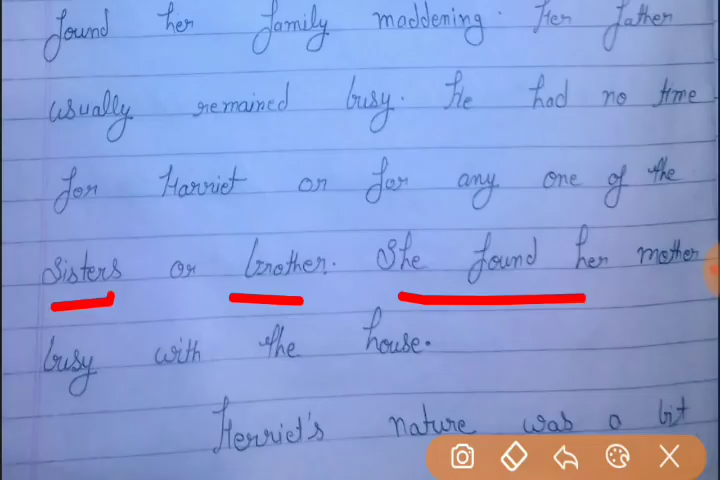 found her family maddening. Her father
usually remained busy. He had no time
for Harriet or for any one of the
Sisters or brother. She found her mother
busy with the house.
Herriet's nature was a bit